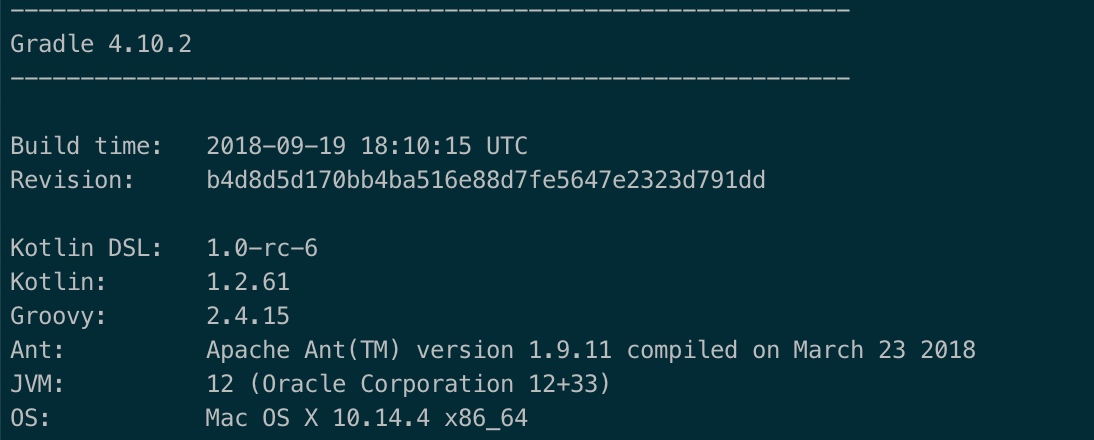 ------------------------------------------------------------
Gradle 4.10.2
------------------------------------------------------------
Build time:   2018-09-19 18:10:15 UTC
Revision:     b4d8d5d170bb4ba516e88d7fe5647e2323d791dd
Kotlin DSL:   1.0-rc-6
Kotlin:       1.2.61
Groovy:       2.4.15
Ant:          Apache Ant(TM) version 1.9.11 compiled on March 23 2018
JVM:          12 (Oracle Corporation 12+33)
OS:           Mac OS X 10.14.4 x86_64